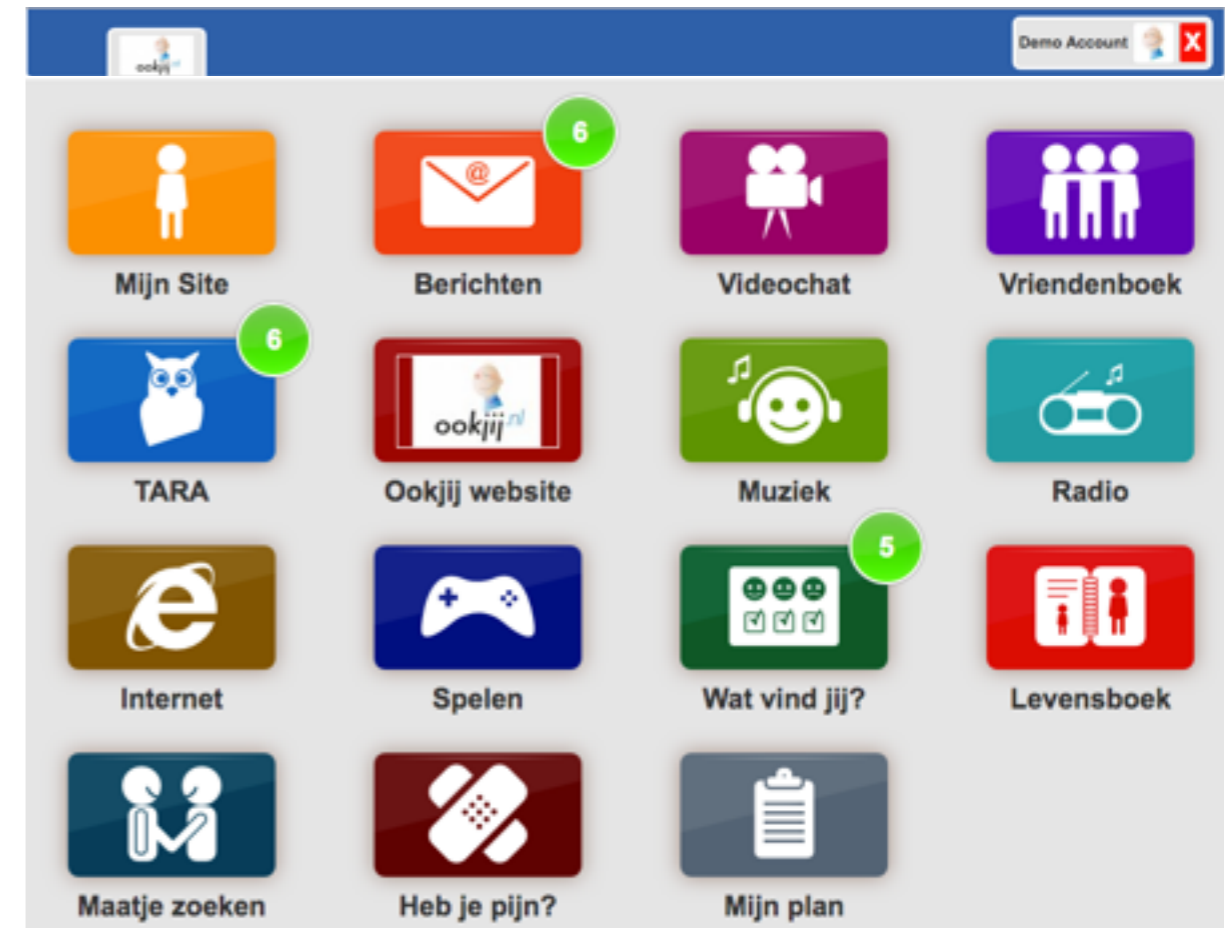 ookjij.nl
Demo Account X
6
@
Mijn Site Berichten Videochat Vriendenboek
6
ookjij.nl
TARA Ookjij website Muziek Radio
5
Internet Spelen Wat vind jij? Levensboek
Maatje zoeken Heb je pijn? Mijn plan